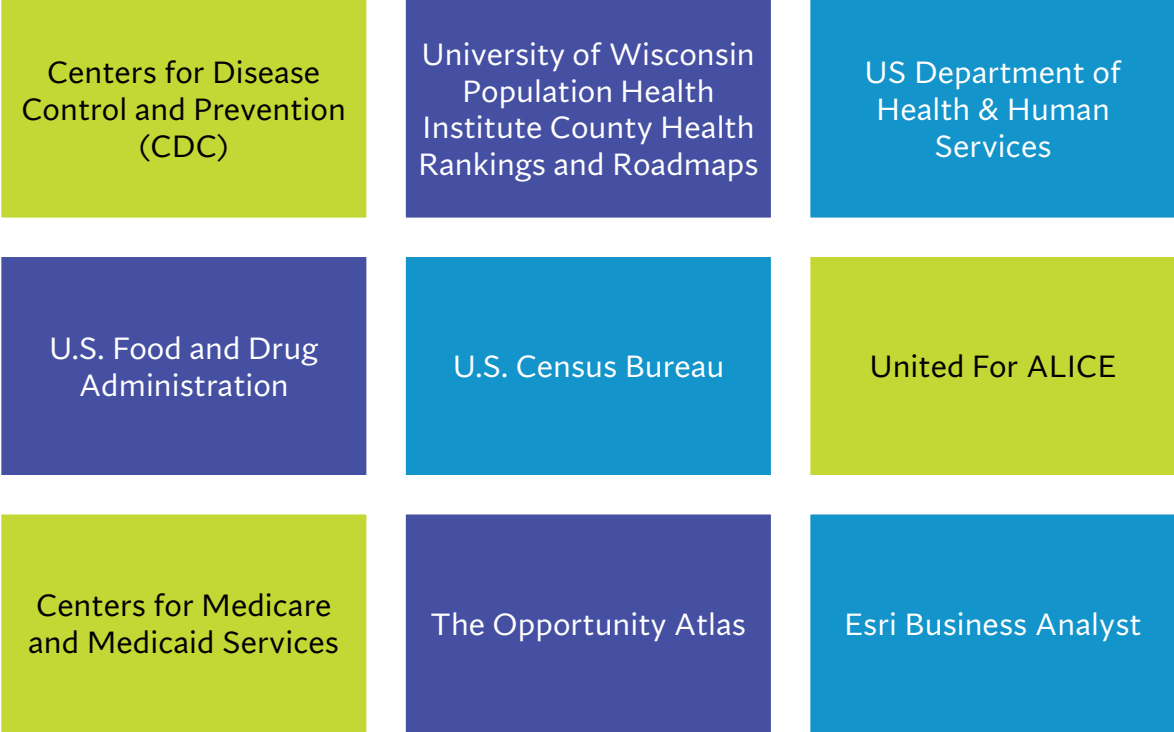 Centers for Disease
Control and Prevention
(CDC)
University of Wisconsin
Population Health
Institute County Health
Rankings and Roadmaps
US Department of
Health & Human
Services
U.S. Food and Drug
Administration
U.S. Census Bureau
United For ALICE
Centers for Medicare
and Medicaid Services
The Opportunity Atlas
Esri Business Analyst